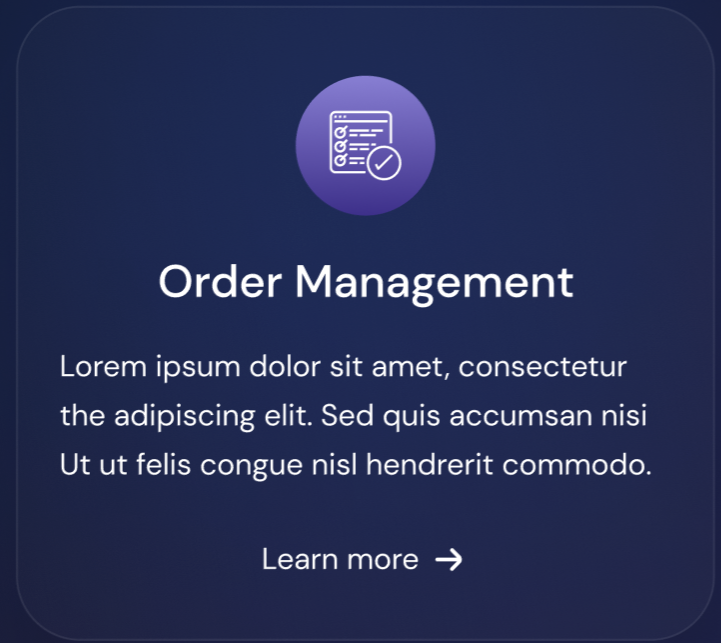 Order Management
Lorem ipsum dolor sit amet, consectetur
the adipiscing elit. Sed quis accumsan nisi
Ut ut felis congue nisl hendrerit commodo.
Learn more →